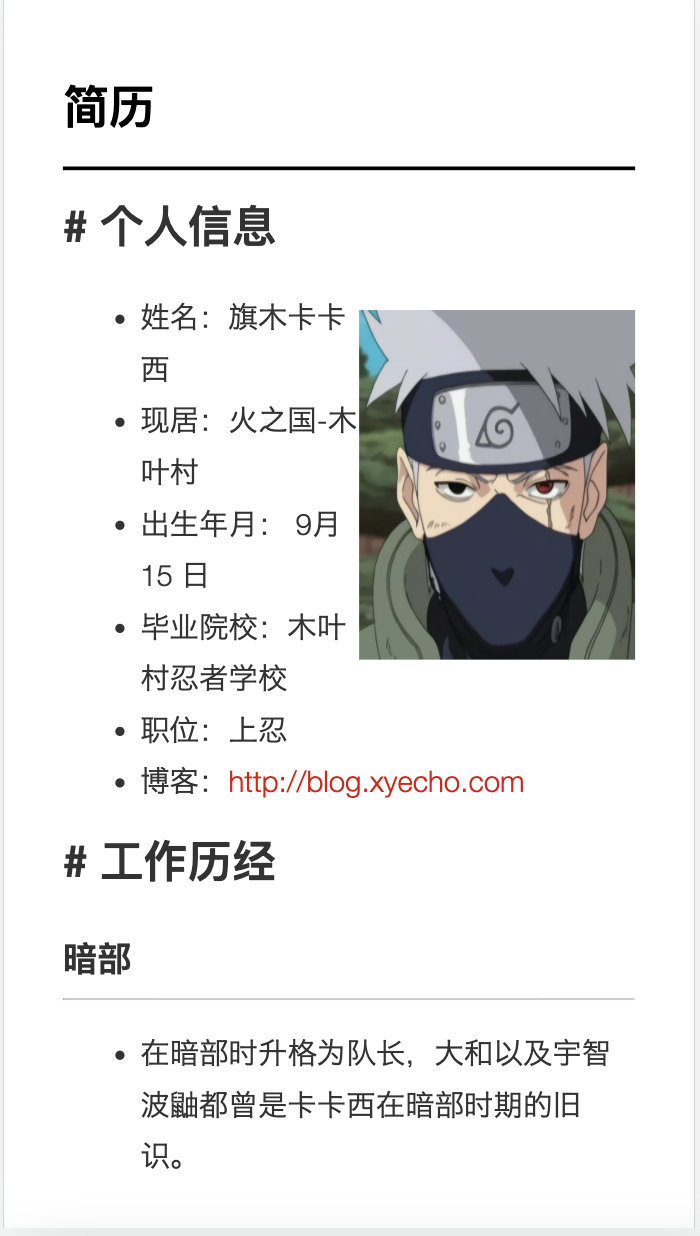 简历
# 个人信息
• 姓名：旗木卡卡
西
• 现居：火之国-木
叶村
• 出生年月： 9月
15 日
• 毕业院校：木叶
村忍者学校
• 职位：上忍
• 博客：http://blog.xyecho.com
# 工作历经
暗部
• 在暗部时升格为队长，大和以及宇智
波鼬都曾是卡卡西在暗部时期的旧
识。